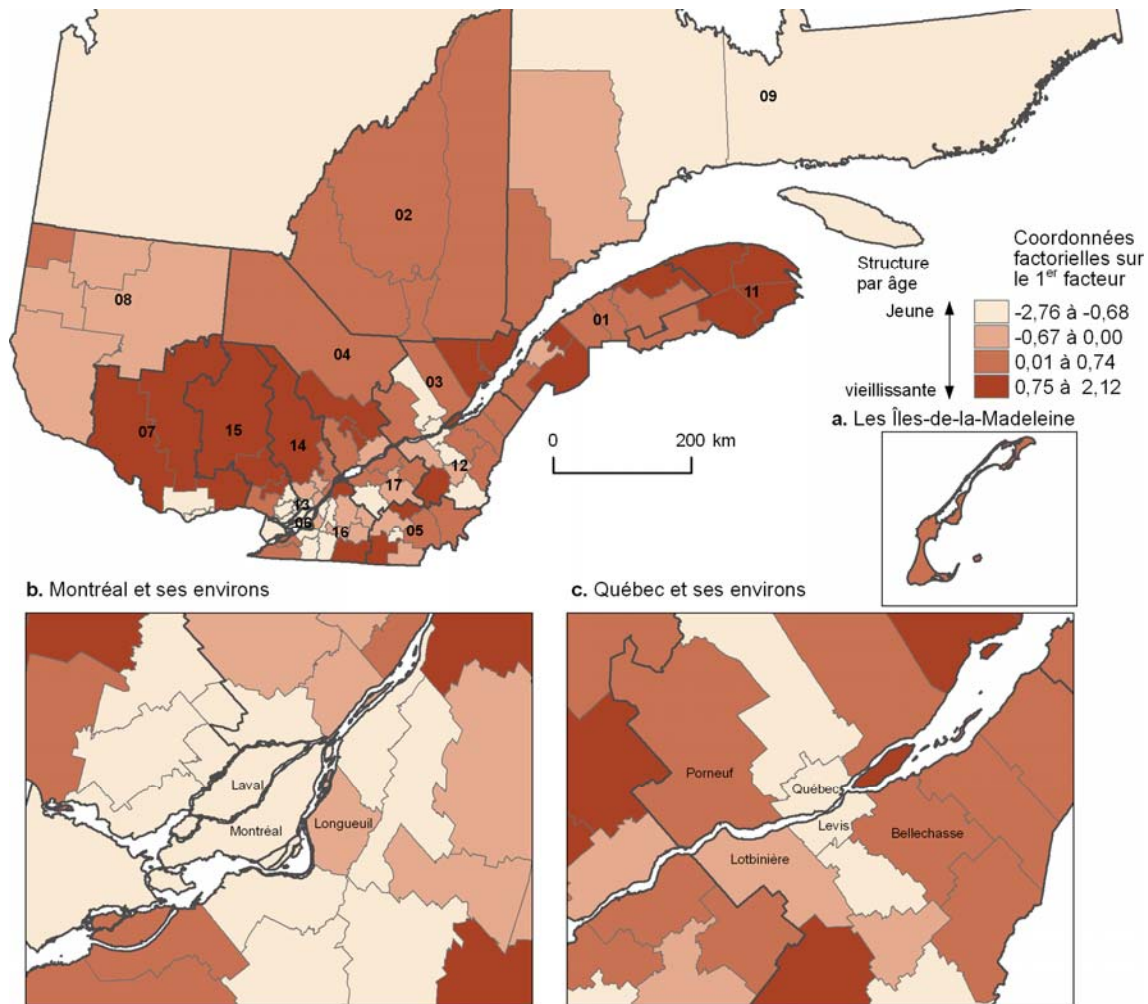 09
02
08
01
11
04
03
07
15
14
12
17
13
06
16
05
Coordonnées
factorielles sur
le 1er facteur
Structure
par âge
Jeune
vieillissante
-2,76 à -0,68
-0,67 à 0,00
0,01 à 0,74
0,75 à 2,12
0 200 km
a. Les Îles-de-la-Madeleine
b. Montréal et ses environs
Laval
Montréal
Longueuil
c. Québec et ses environs
Porneuf
Québec
Levis
Bellechasse
Lotbinière